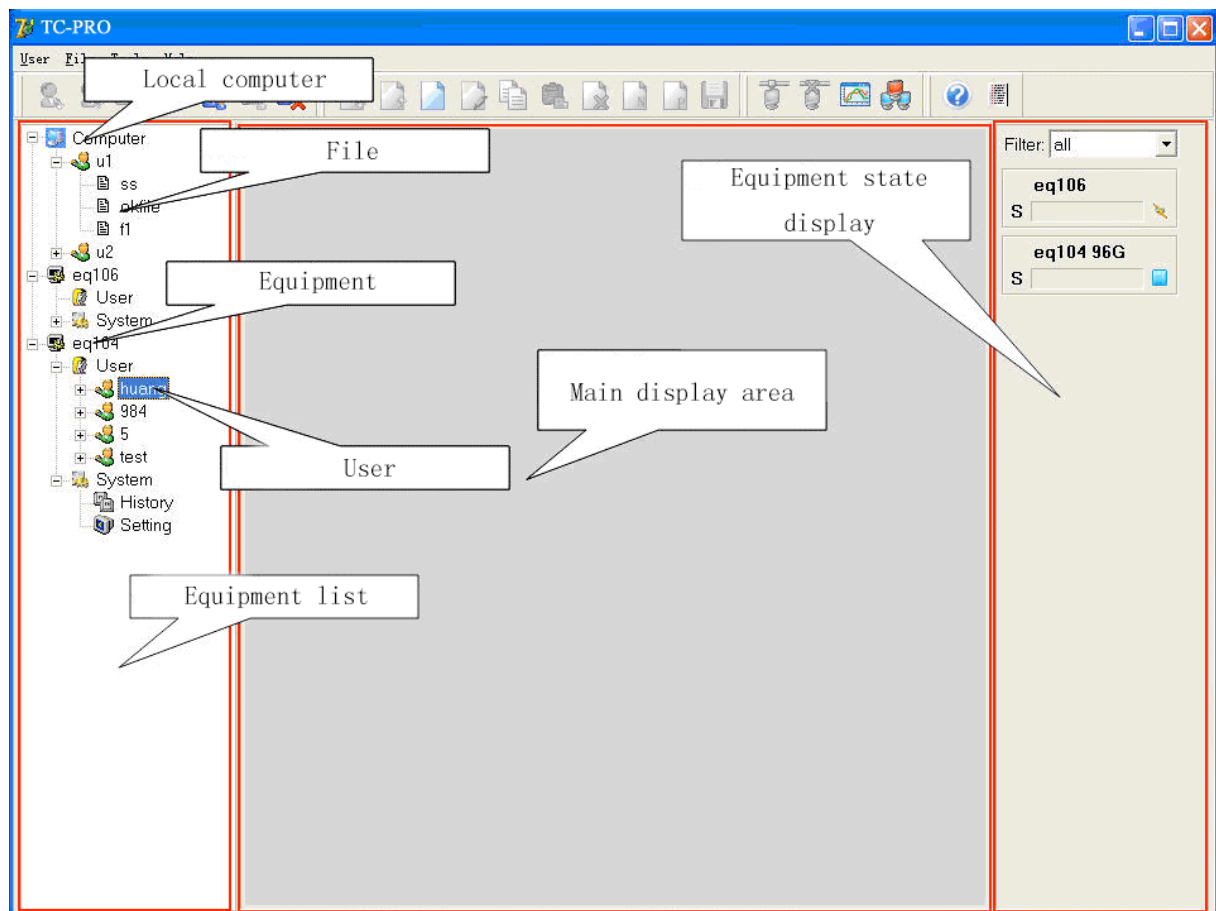 TC-PRO
User
Local computer
Computer
u1
ss
okfile
f1
u2
eq106
User
System
eq104
User
huang
984
5
test
System
History
Setting
File
Equipment
User
Equipment list
Main display area
Equipment state
display
Filter: all
eq106
S
eq104 96G
S